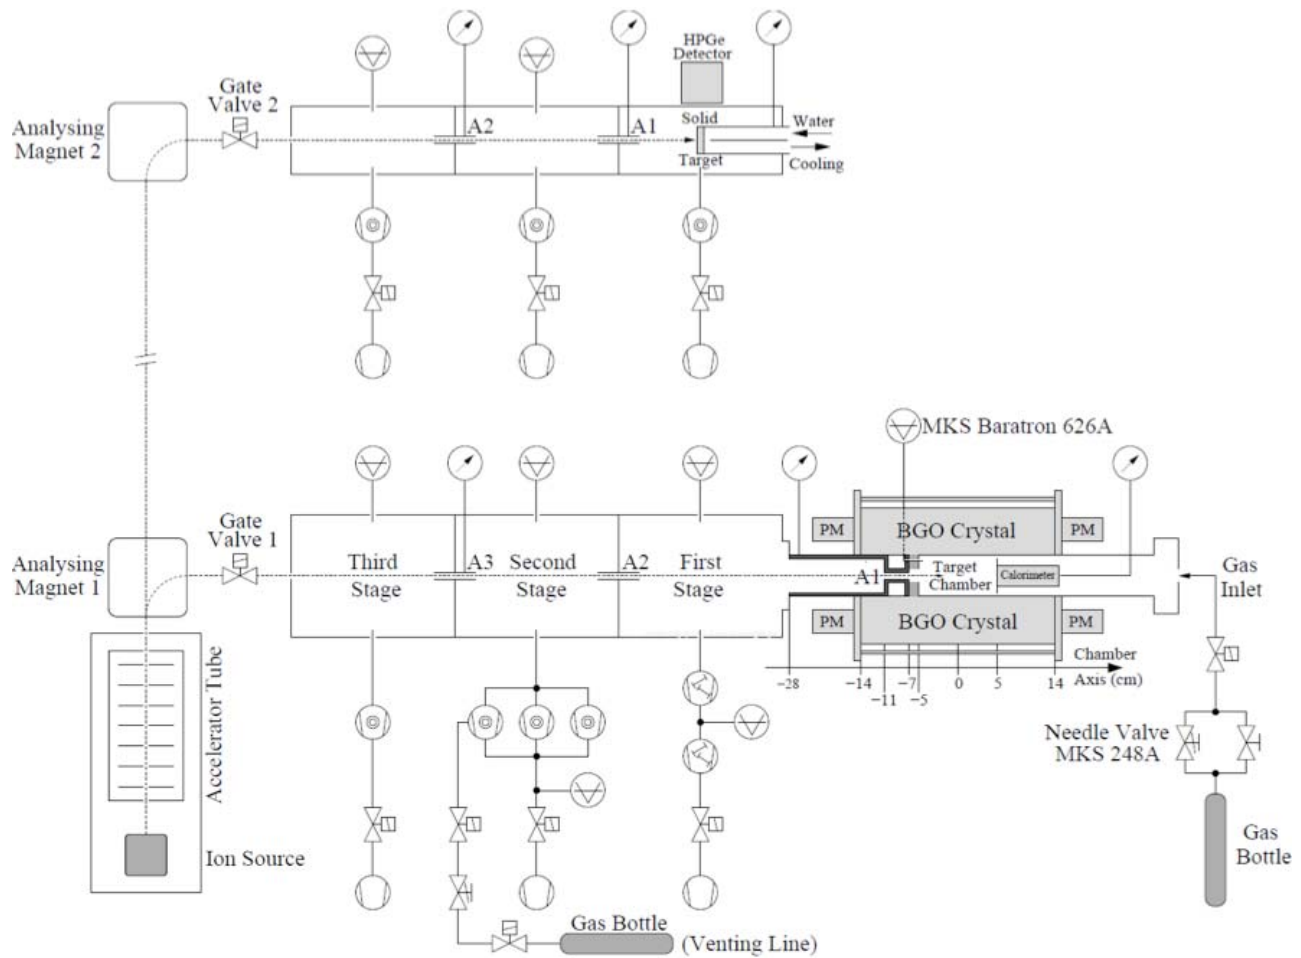 HPGe
Detector
Gate
Valve 2
Analysing
Magnet 2
A2
A1
Solid
Target
Water
Cooling
MKS Baratron 626A
Gate
Valve 1
Analysing
Magnet 1
Third
Stage
A3
Second
Stage
A2
First
Stage
PM
BGO Crystal
PM
A1
Target
Chamber
Calorimeter
Gas
Inlet
PM
BGO Crystal
PM
Chamber
Axis (cm)
−28
−14
−11
−7
−5
0
5
14
Accelerator Tube
Needle Valve
MKS 248A
Ion Source
Gas
Bottle
Gas Bottle
(Venting Line)